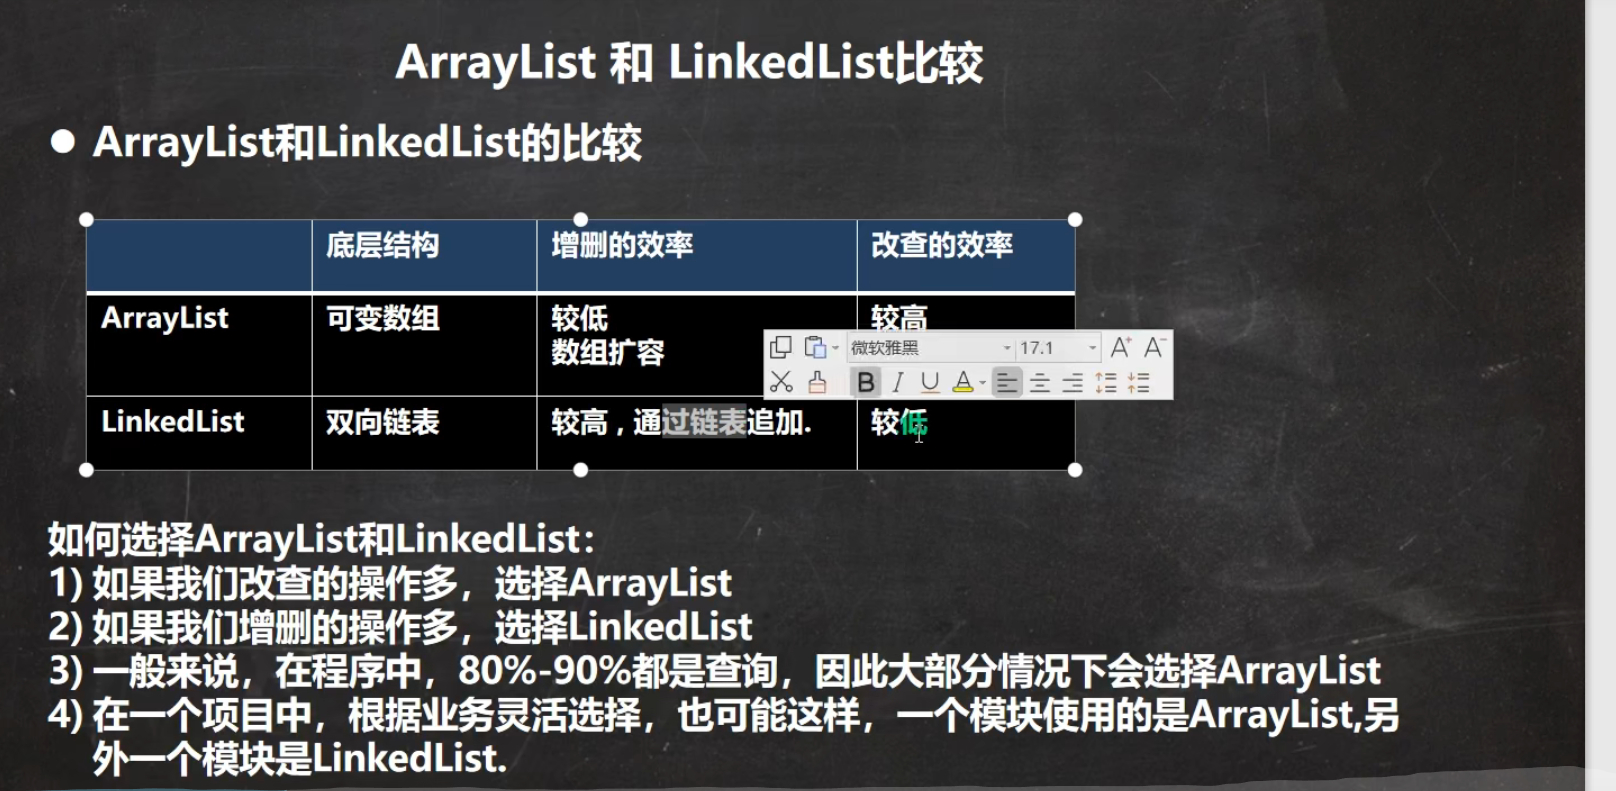 ArrayList 和 LinkedList比较
● ArrayList和LinkedList的比较
底层结构 增删的效率 改查的效率
ArrayList 可变数组 较低 较高
数组扩容
微软雅黑 17.1 A+ A-
B I U A
LinkedList 双向链表 较高 , 通过链表追加. 较低
如何选择ArrayList和LinkedList：
1) 如果我们改查的操作多，选择ArrayList
2) 如果我们增删的操作多，选择LinkedList
3) 一般来说，在程序中，80%-90%都是查询，因此大部分情况下会选择ArrayList
4) 在一个项目中，根据业务灵活选择，也可能这样，一个模块使用的是ArrayList,另
外一个模块是LinkedList.